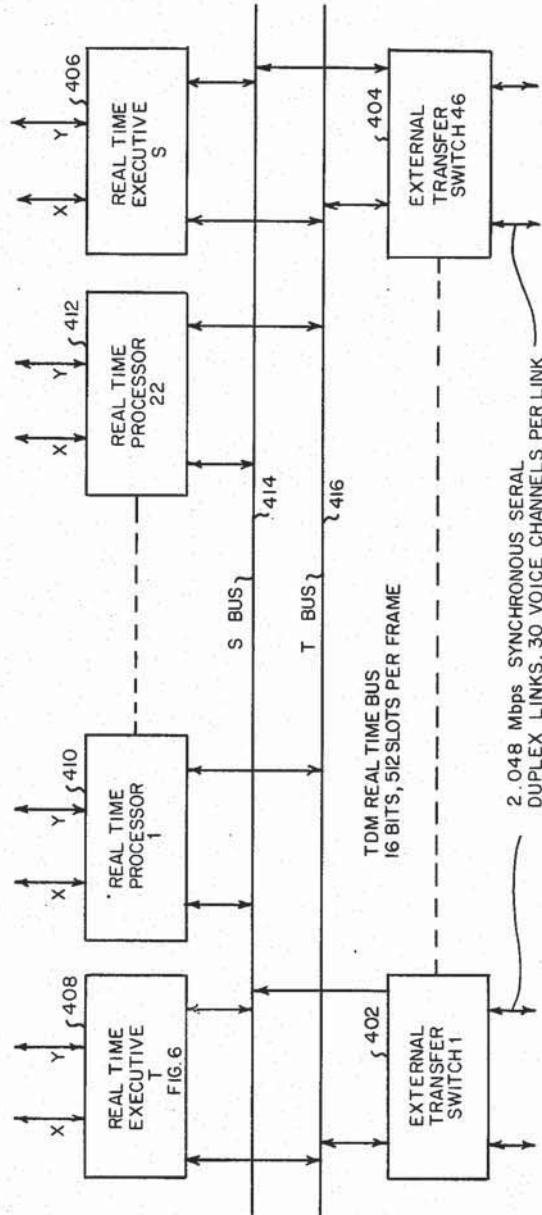 X
Y
408
REAL TIME
EXECUTIVE
T
FIG. 6
X
Y
410
REAL TIME
PROCESSOR
1
X
Y
412
REAL TIME
PROCESSOR
22
X
Y
406
REAL TIME
EXECUTIVE
S
S BUS
414
T BUS
416
TDM REAL TIME BUS
16 BITS, 512 SLOTS PER FRAME
402
EXTERNAL
TRANSFER
SWITCH 1
404
EXTERNAL
TRANSFER
SWITCH 46
2.048 Mbps SYNCHRONOUS SERAL
DUPLEX LINKS, 30 VOICE CHANNELS PER LINK